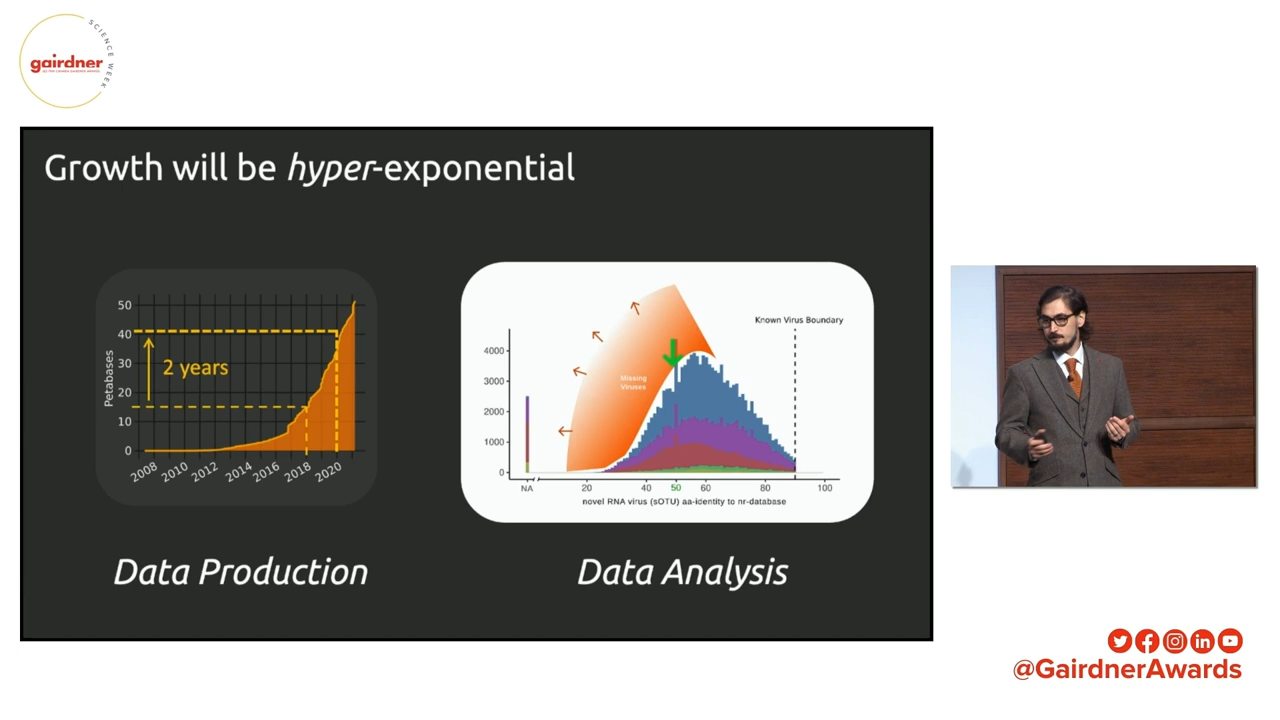 SCIENCE WEEK
gairdner
Growth will be hyper-exponential
50
40
30
20
10
0
Petabases
2 years
2008
2010
2012
2014
2016
2018
2020
Data Production
Known Virus Boundary
4000
3000
2000
1000
0
Missing
Viruses
NA
20
40
50
60
80
100
novel RNA virus (sOTU) aa-identity to nr-database
Data Analysis
@GairdnerAwards